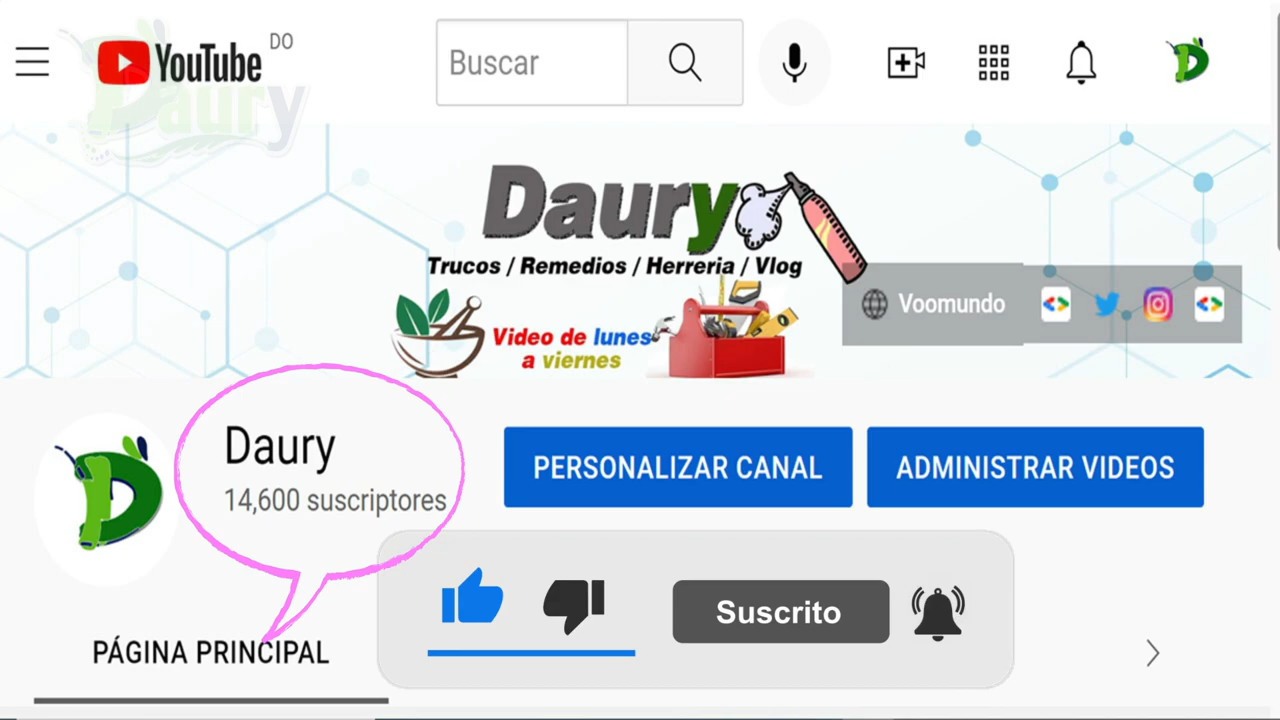 YouTube DO
Buscar
Daury
Daury
Trucos / Remedios / Herreria / Vlog
Voomundo
Video de lunes
a viernes
Daury
14,600 suscriptores
PERSONALIZAR CANAL
ADMINISTRAR VIDEOS
Suscrito
PÁGINA PRINCIPAL